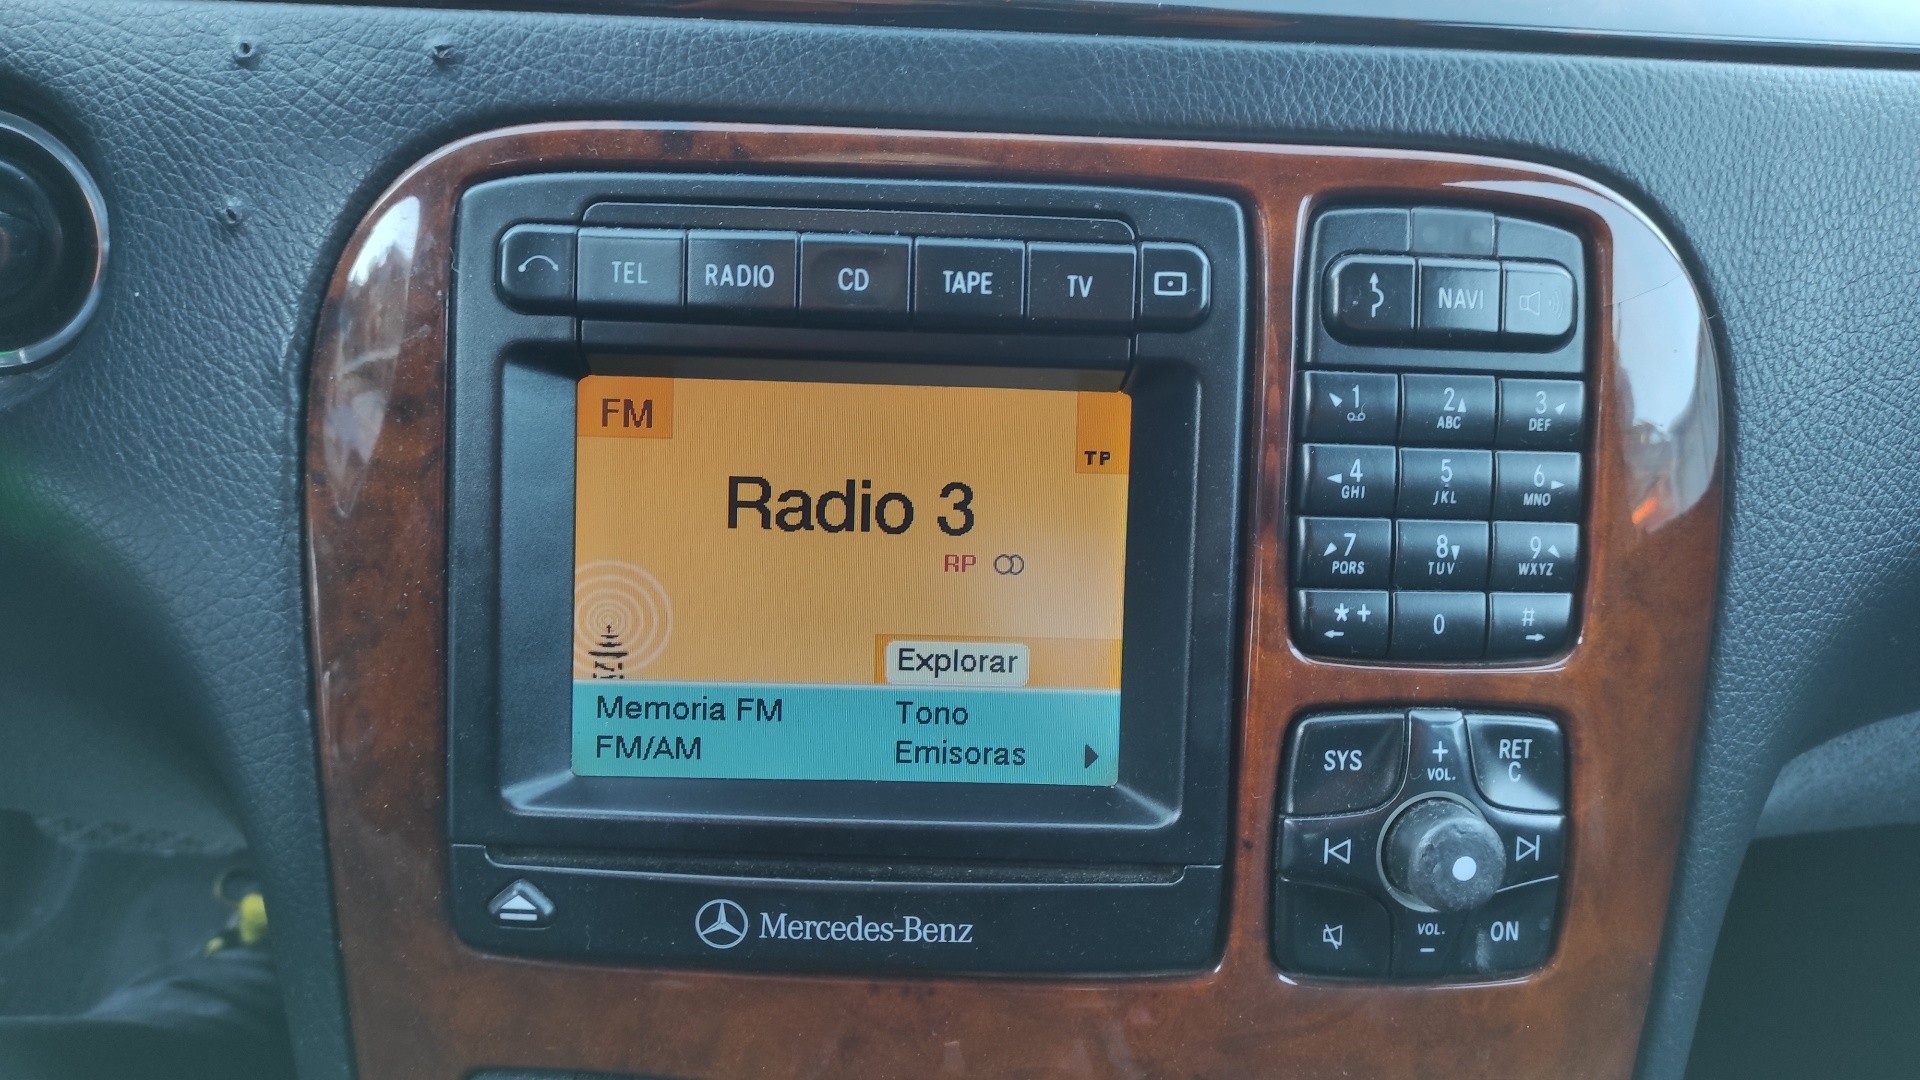 TEL RADIO CD TAPE TV
NAVI
FM
TP
Radio 3
RP
Explorar
Memoria FM Tono
FM/AM Emisoras
Mercedes-Benz
1 2 ABC 3 DEF
4 GHI 5 JKL 6 MNO
7 PQRS 8 TUV 9 WXYZ
* + 0 #
SYS + VOL. RET C
VOL. - ON